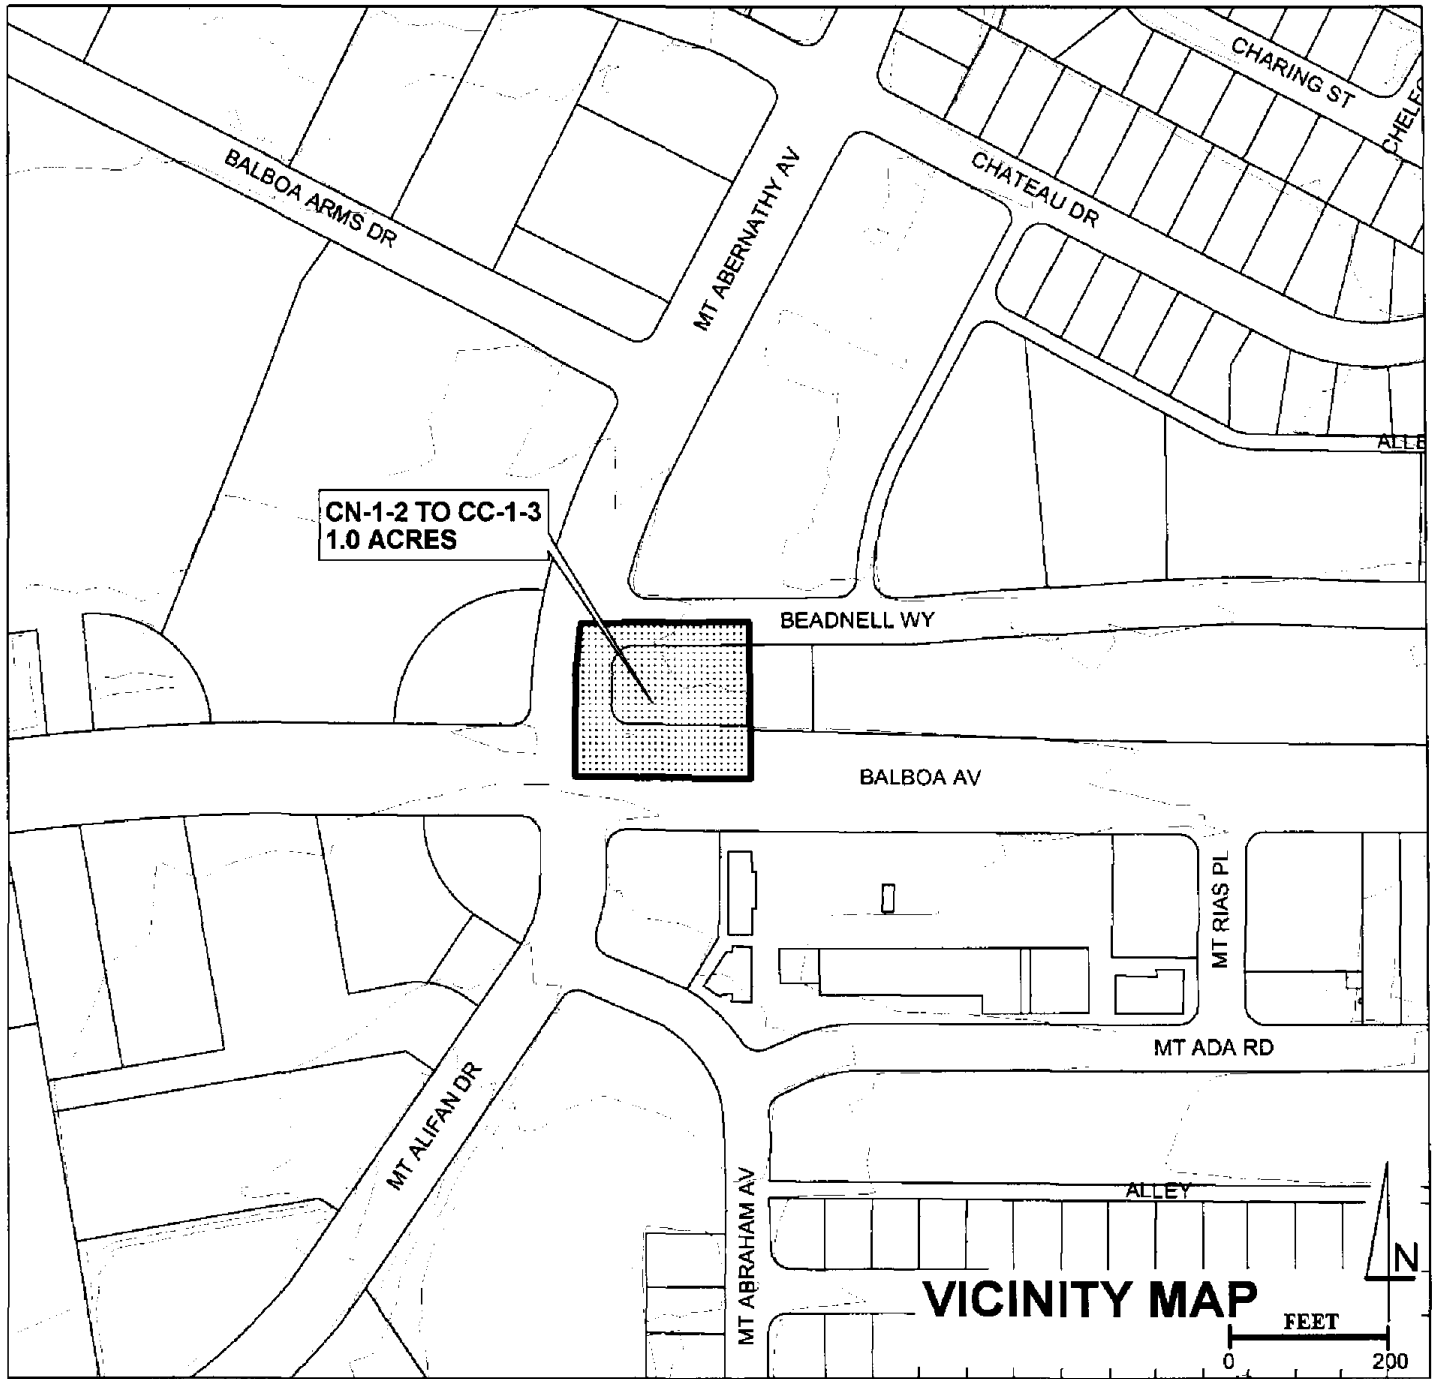 CHARING ST
CHATEAU DR
BALBOA ARMS DR
MT ABERNATHY AV
ALLE
CN-1-2 TO CC-1-3
1.0 ACRES
BEADNELL WY
BALBOA AV
MT RIAS PL
MT ADA RD
MT ALIFAN DR
ALLEY
MT ABRAHAM AV
N
VICINITY MAP
FEET
0 200